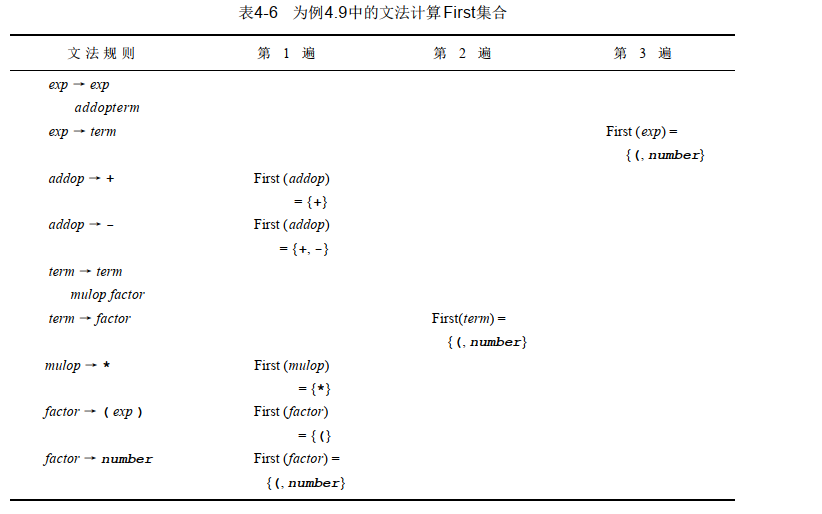 表4-6 为例4.9中的文法计算First集合
文法规则 第 1 遍 第 2 遍 第 3 遍
exp → exp
addopterm
exp → term First (exp) =
{(, number}
addop → + First (addop)
= {+}
addop → - First (addop)
= {+, -}
term → term
mulop factor
term → factor First(term) =
{(, number}
mulop → * First (mulop)
= {*}
factor → ( exp ) First (factor)
= {(}
factor → number First (factor) =
{(, number}